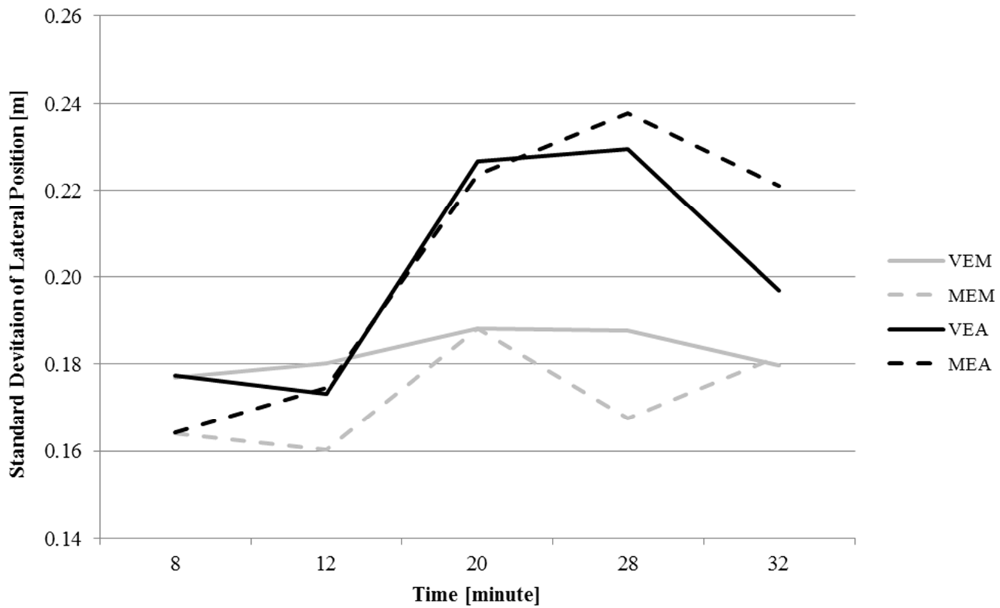 0.26
0.24
0.22
0.20
0.18
0.16
0.14
Standard Devitaion of Lateral Position [m]
8 12 20 28 32
Time [minute]
VEM
MEM
VEA
MEA